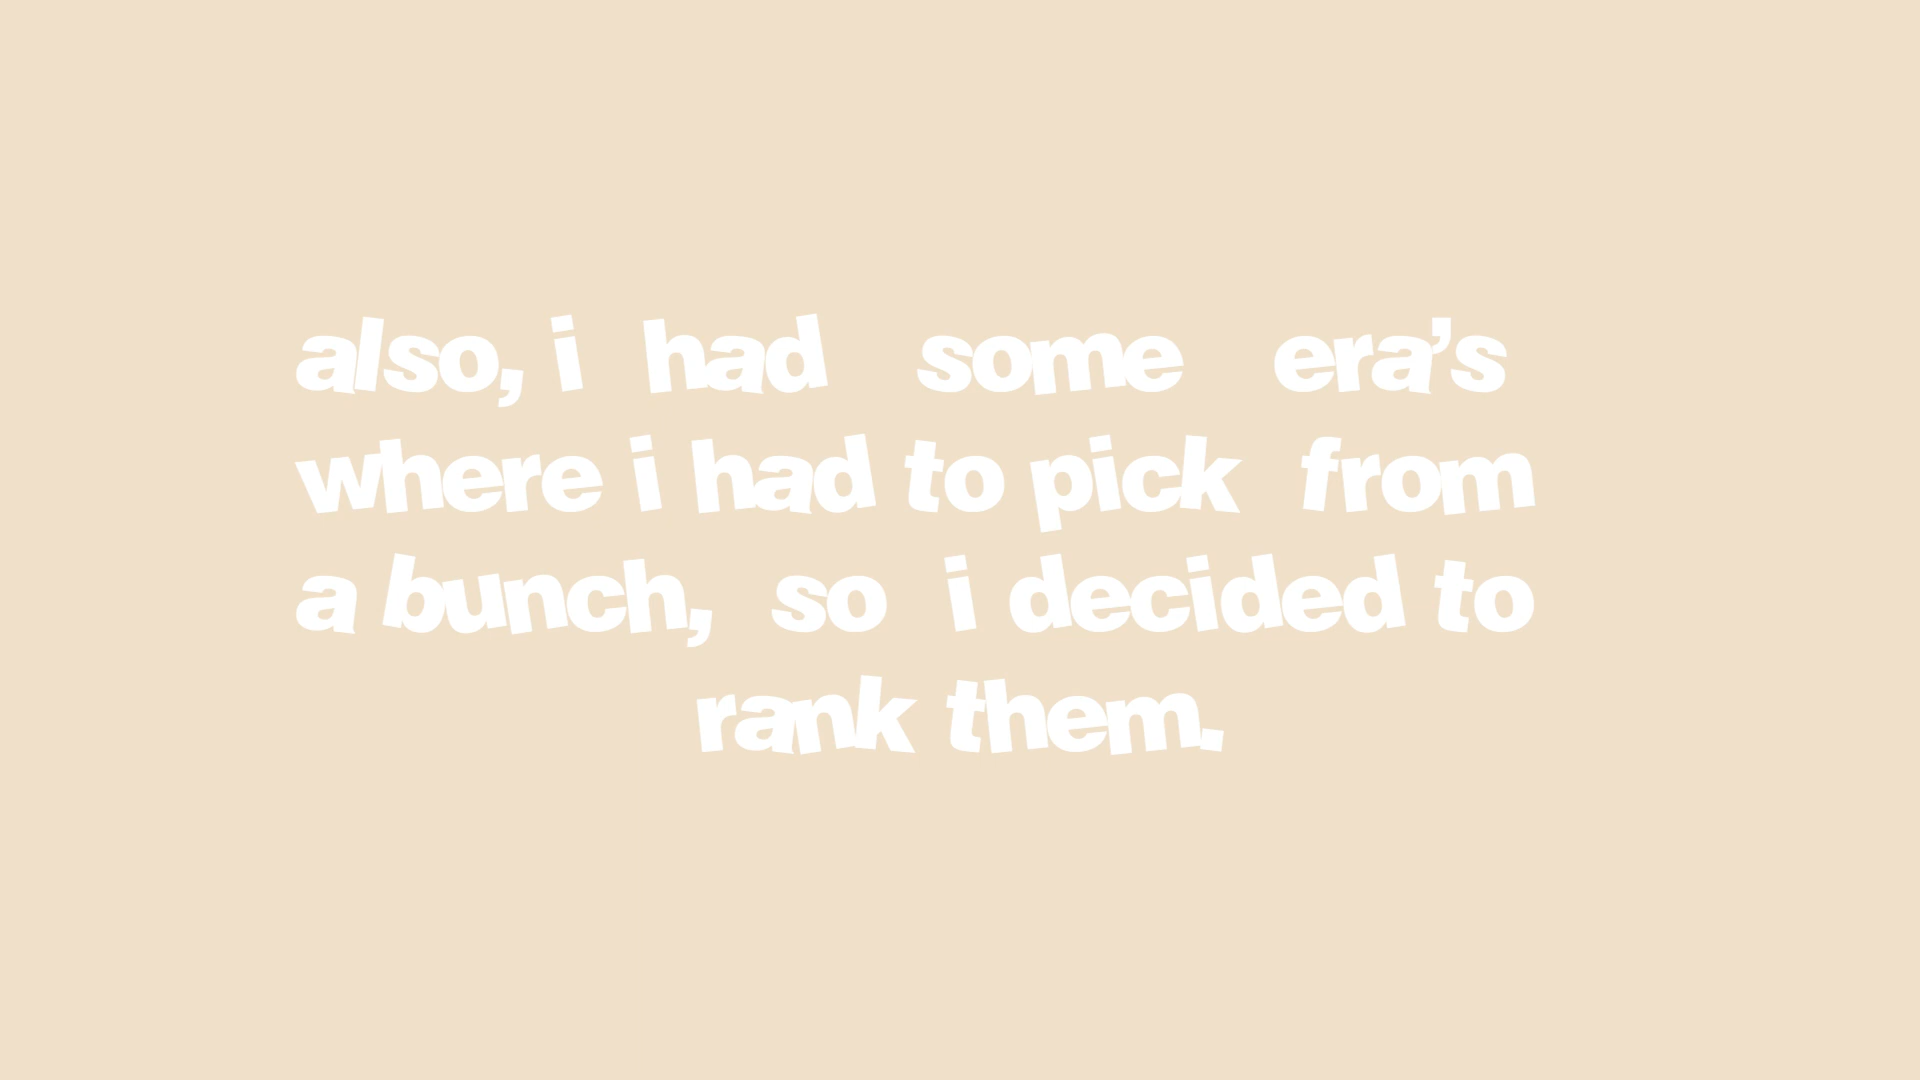 also, i had some era’s
where i had to pick from
a bunch, so i decided to
rank them.